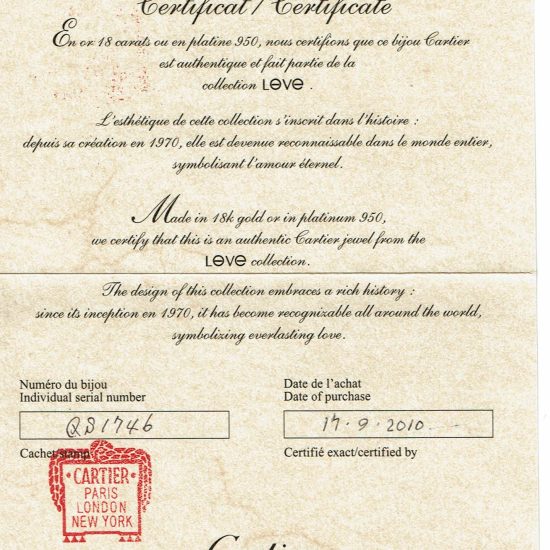 Certificat / Certificate
En or 18 carats ou en platine 950, nous certifions que ce bijou Cartier
est authentique et fait partie de la
collection LOVE .
L'esthétique de cette collection s'inscrit dans l'histoire :
depuis sa création en 1970, elle est devenue reconnaissable dans le monde entier,
symbolisant l'amour éternel.
Made in 18k gold or in platinum 950,
we certify that this is an authentic Cartier jewel from the
LOVE collection.
The design of this collection embraces a rich history :
since its inception en 1970, it has become recognizable all around the world,
symbolizing everlasting love.
Numéro du bijou
Individual serial number
QS1746
Date de l'achat
Date of purchase
17.9.2010
Cachet/stamp
Certifié exact/certified by
CARTIER
PARIS
LONDON
NEW YORK
Cartier